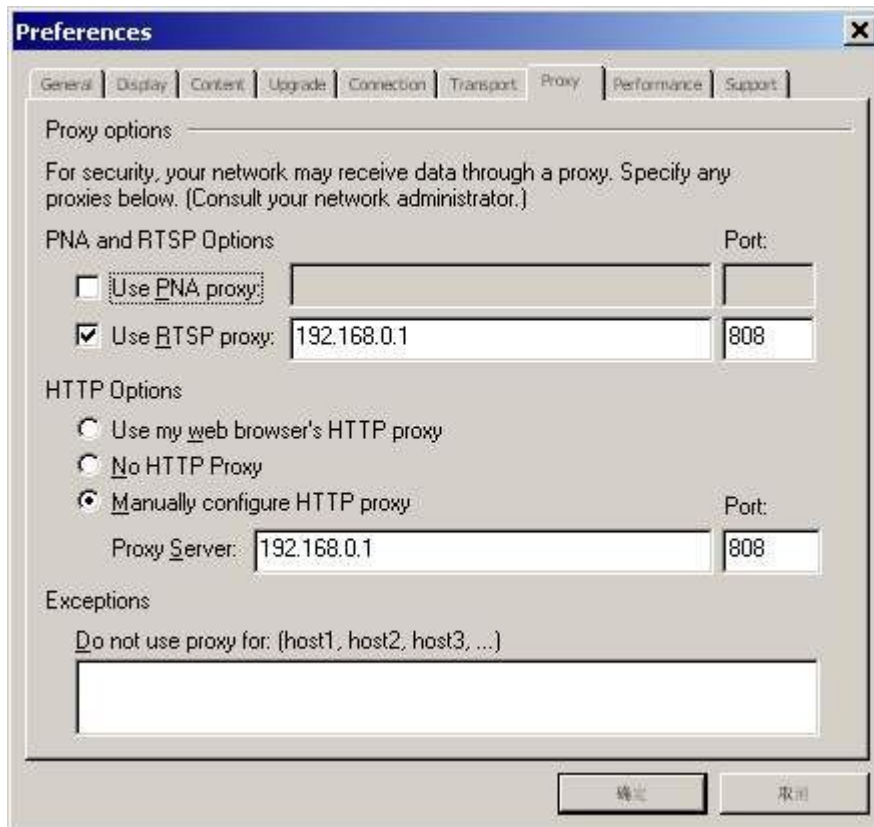 Preferences
General Display Content Upgrade Connection Transport Proxy Performance Support
Proxy options
For security, your network may receive data through a proxy. Specify any
proxies below. (Consult your network administrator.)
PNA and RTSP Options Port:
Use PNA proxy:
Use RTSP proxy: 192.168.0.1 808
HTTP Options
Use my web browser's HTTP proxy
No HTTP Proxy
Manually configure HTTP proxy Port:
Proxy Server: 192.168.0.1 808
Exceptions
Do not use proxy for: (host1, host2, host3, ...)
确定 取消